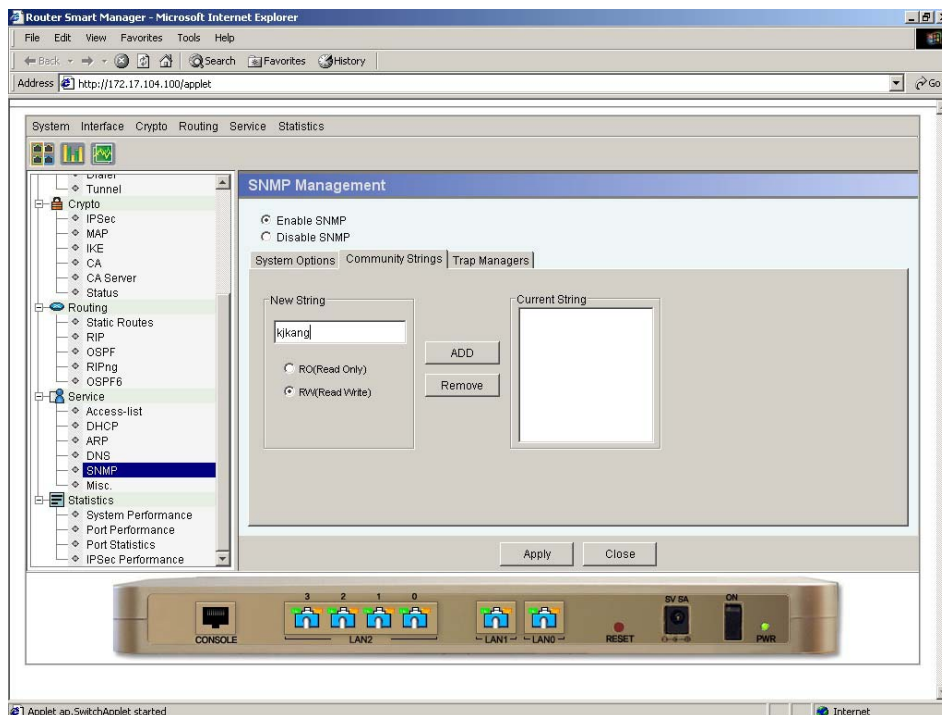 Router Smart Manager - Microsoft Internet Explorer
File Edit View Favorites Tools Help
Back Search Favorites History
Address http://172.17.104.100/applet Go
System Interface Crypto Routing Service Statistics
Dialer
Tunnel
Crypto
IPSec
MAP
IKE
CA
CA Server
Status
Routing
Static Routes
RIP
OSPF
RIPng
OSPF6
Service
Access-list
DHCP
ARP
DNS
SNMP
Misc.
Statistics
System Performance
Port Performance
Port Statistics
IPSec Performance
SNMP Management
Enable SNMP
Disable SNMP
System Options Community Strings Trap Managers
New String
kjkang
RO(Read Only)
RW(Read Write)
ADD
Remove
Current String
Apply Close
3 2 1 0
CONSOLE
LAN2
LAN1 LAN0
RESET
5V 5A
ON
PWR
Applet ap.SwitchApplet started
Internet